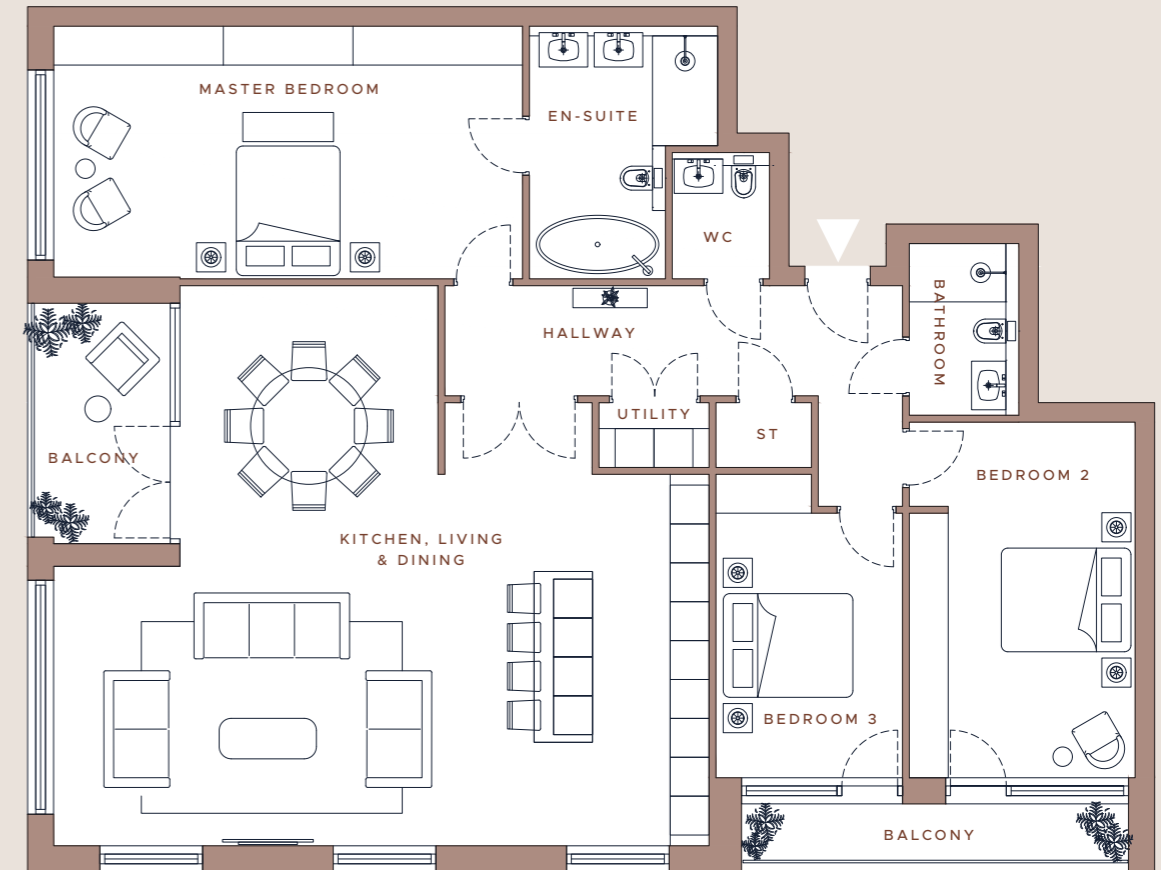 MASTER BEDROOM
EN-SUITE
WC
HALLWAY
BATHROOM
UTILITY
ST
BALCONY
BEDROOM 2
KITCHEN, LIVING
& DINING
BEDROOM 3
BALCONY